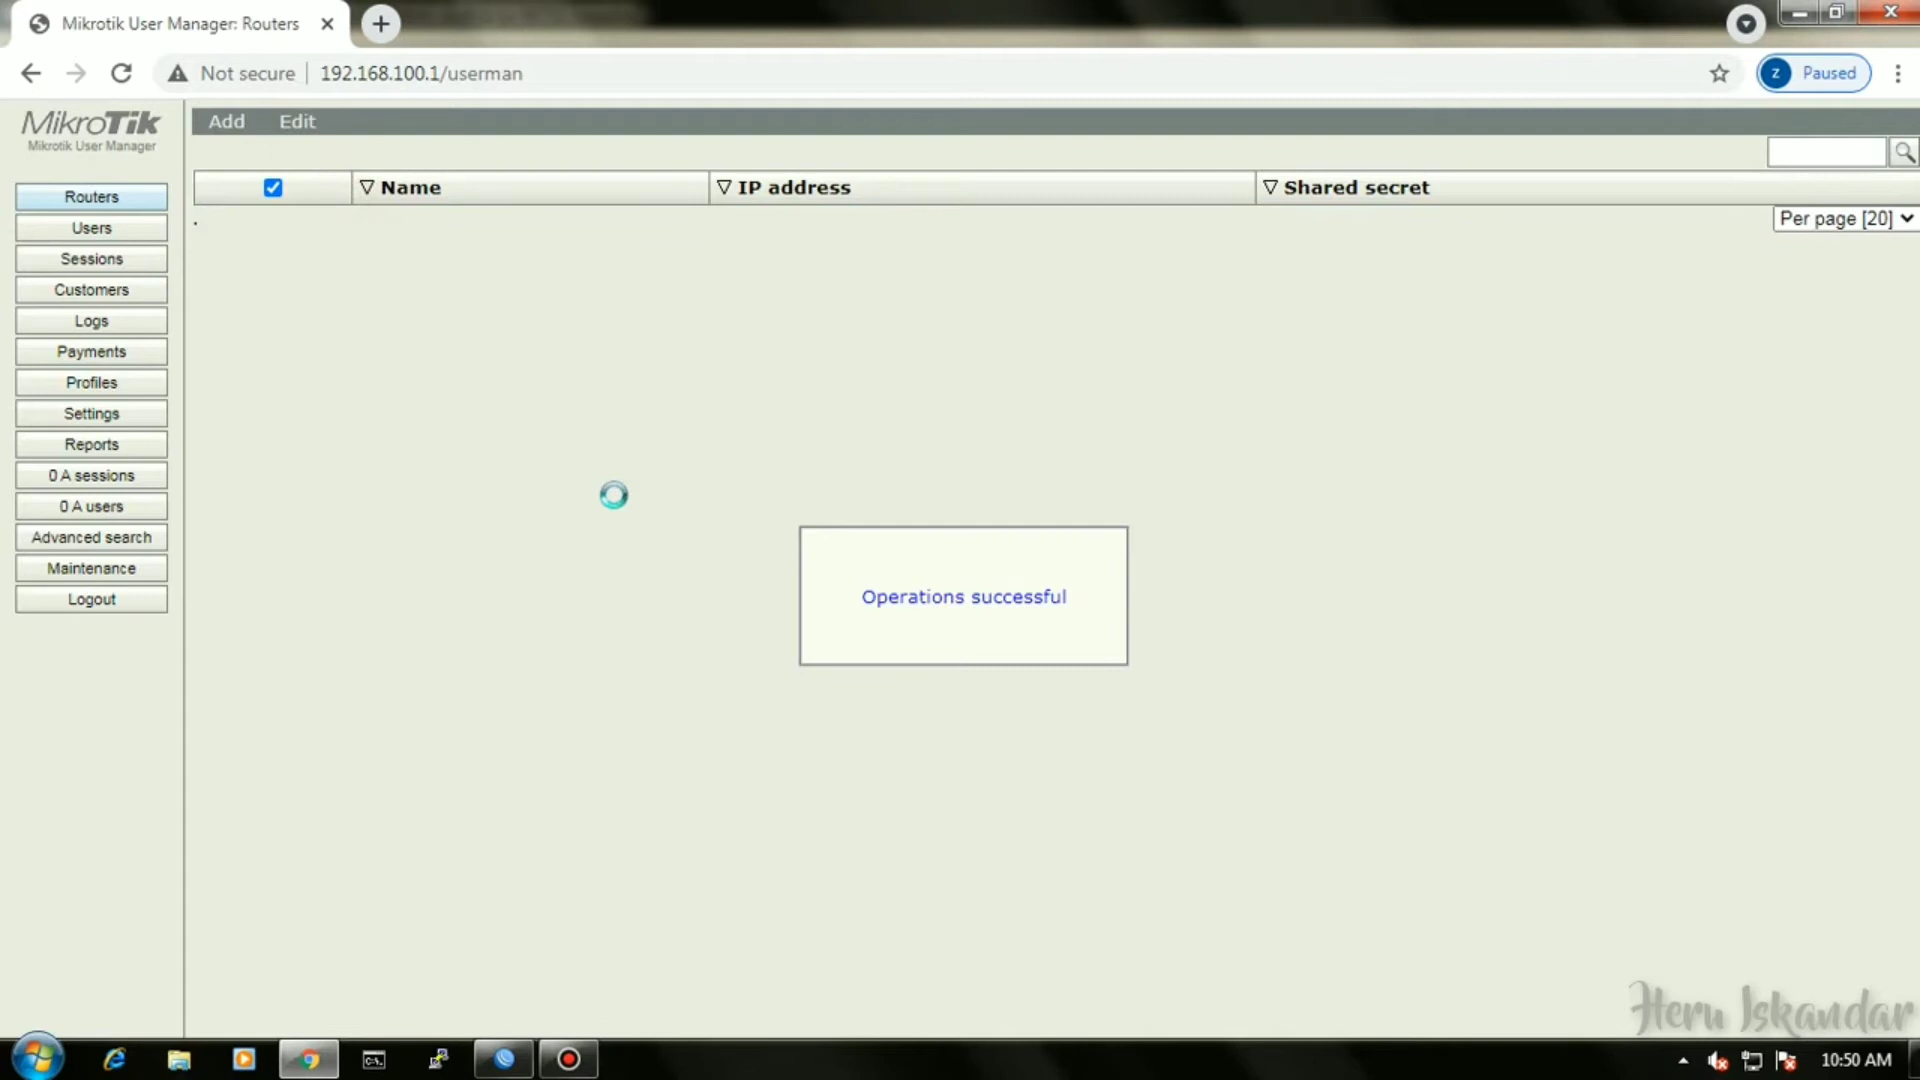 Mikrotik User Manager: Routers
Not secure
192.168.100.1/userman
z
Paused
MikroTik
Mikrotik User Manager
Add
Edit
Name
IP address
Shared secret
Per page [20]
Routers
Users
Sessions
Customers
Logs
Payments
Profiles
Settings
Reports
0 A sessions
0 A users
Advanced search
Maintenance
Logout
Operations successful
Heru Iskandar
C:\.
10:50 AM